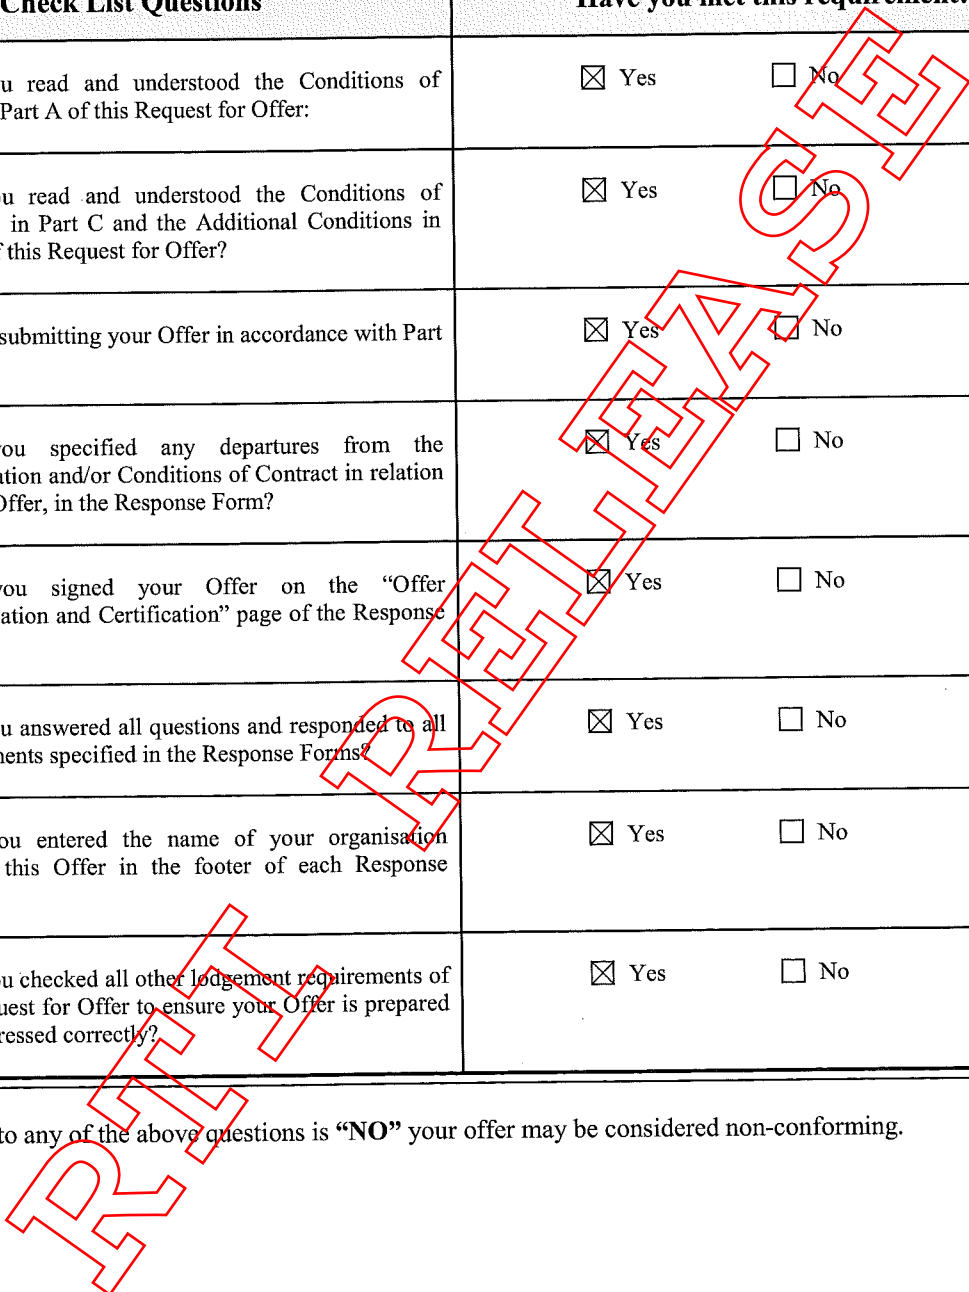 Check List Questions
Have you met this requirement
u read and understood the Conditions of
Part A of this Request for Offer:
☒ Yes ☐ No
u read and understood the Conditions of
in Part C and the Additional Conditions in
this Request for Offer?
☒ Yes ☐ No
submitting your Offer in accordance with Part
☒ Yes ☐ No
you specified any departures from the
ation and/or Conditions of Contract in relation
Offer, in the Response Form?
☒ Yes ☐ No
you signed your Offer on the “Offer
ation and Certification” page of the Response
☒ Yes ☐ No
u answered all questions and responded to all
ments specified in the Response Forms?
☒ Yes ☐ No
ou entered the name of your organisation
this Offer in the footer of each Response
☒ Yes ☐ No
ou checked all other lodgement requirements of
uest for Offer to ensure your Offer is prepared
ressed correctly?
☒ Yes ☐ No
to any of the above questions is “NO” your offer may be considered non-conforming.
RTI RELEASE